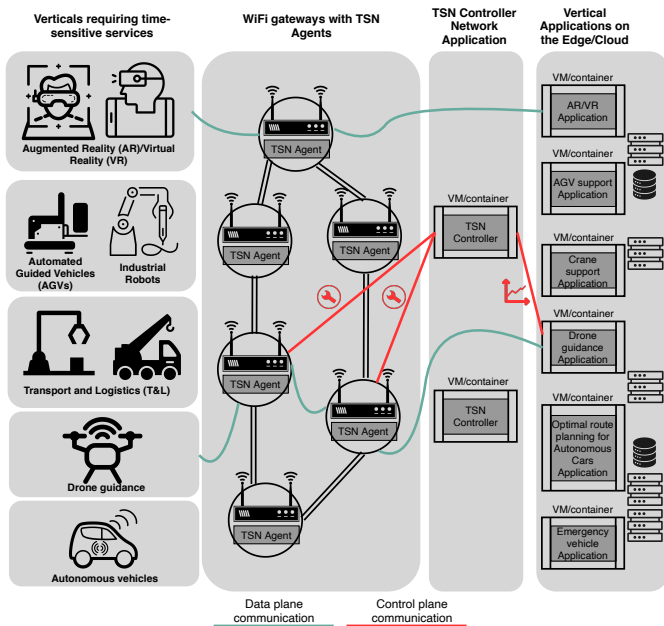 Verticals requiring time-
sensitive services
WiFi gateways with TSN
Agents
TSN Controller
Network
Application
Vertical
Applications on
the Edge/Cloud
Augmented Reality (AR)/Virtual
Reality (VR)
Automated
Guided Vehicles
(AGVs)
Industrial
Robots
Transport and Logistics (T&L)
Drone guidance
Autonomous vehicles
TSN Agent
TSN Agent
TSN Agent
TSN Agent
TSN Agent
TSN Agent
VM/container
TSN
Controller
VM/container
TSN
Controller
VM/container
AR/VR
Application
VM/container
AGV support
Application
VM/container
Crane
support
Application
VM/container
Drone
guidance
Application
VM/container
Optimal route
planning for
Autonomous
Cars
Application
VM/container
Emergency
vehicle
Application
Data plane
communication
Control plane
communication